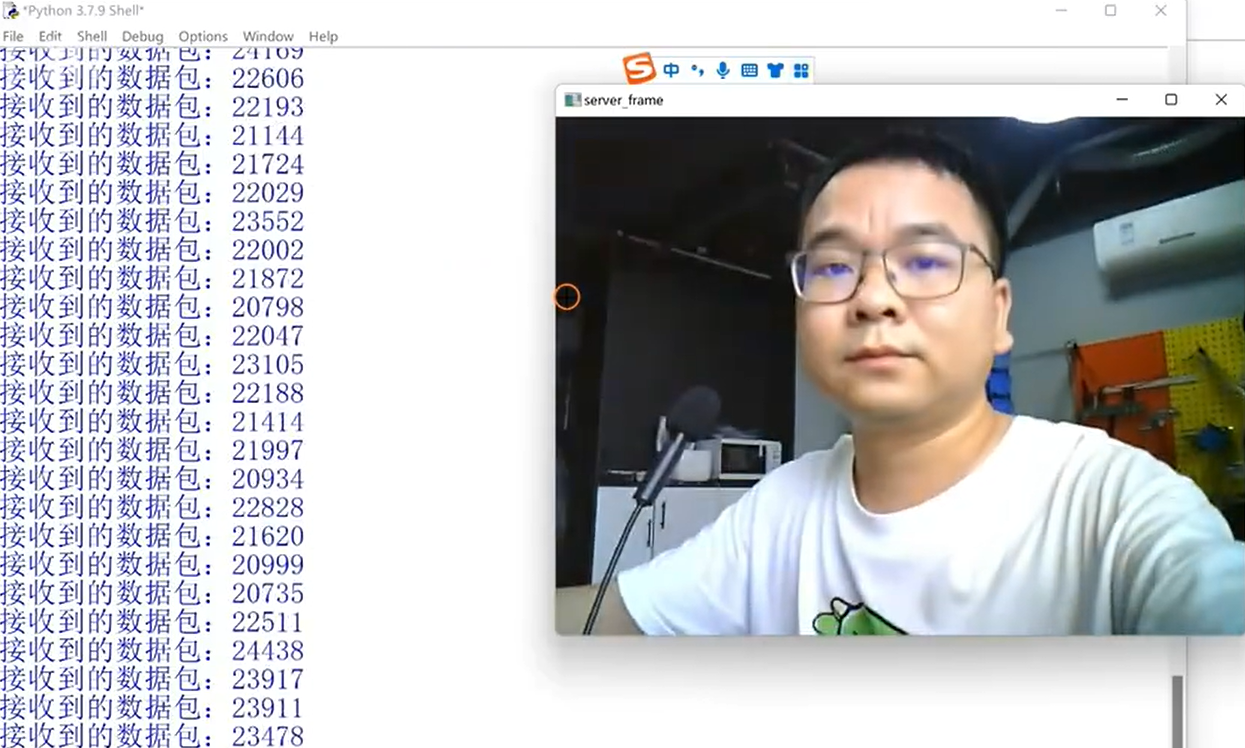 *Python 3.7.9 Shell*
File Edit Shell Debug Options Window Help
接收到的数据包: 24169
接收到的数据包: 22606
接收到的数据包: 22193
接收到的数据包: 21144
接收到的数据包: 21724
接收到的数据包: 22029
接收到的数据包: 23552
接收到的数据包: 22002
接收到的数据包: 21872
接收到的数据包: 20798
接收到的数据包: 22047
接收到的数据包: 23105
接收到的数据包: 22188
接收到的数据包: 21414
接收到的数据包: 21997
接收到的数据包: 20934
接收到的数据包: 22828
接收到的数据包: 21620
接收到的数据包: 20999
接收到的数据包: 20735
接收到的数据包: 22511
接收到的数据包: 24438
接收到的数据包: 23917
接收到的数据包: 23911
接收到的数据包: 23478
S 中
server_frame